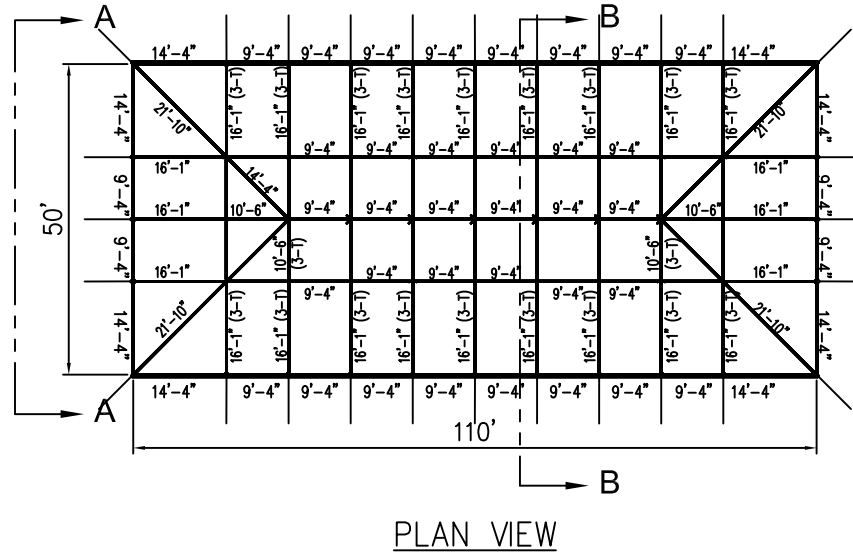 A B
14'-4" 9'-4" 9'-4" 9'-4" 9'-4" 9'-4" 9'-4" 9'-4" 9'-4" 14'-4"
14'-4" 21'-10" 16'-1" (3-T) 16'-1" (3-T) 16'-1" (3-T) 16'-1" (3-T) 16'-1" (3-T) 16'-1" (3-T) 16'-1" (3-T) 16'-1" (3-T) 16'-1" (3-T) 21'-10" 14'-4"
9'-4" 9'-4" 9'-4" 9'-4" 9'-4" 9'-4"
16'-1" 14'-4" 16'-1"
9'-4" 16'-1" 10'-6" 9'-4" 9'-4" 9'-4" 9'-4" 9'-4" 9'-4" 10'-6" 16'-1" 9'-4"
50'
9'-4" 10'-6" (3-T) 10'-6" (3-T) 9'-4"
16'-1" 9'-4" 9'-4" 9'-4" 16'-1"
9'-4" 9'-4" 9'-4"
14'-4" 21'-10" 16'-1" (3-T) 16'-1" (3-T) 16'-1" (3-T) 16'-1" (3-T) 16'-1" (3-T) 16'-1" (3-T) 16'-1" (3-T) 16'-1" (3-T) 16'-1" (3-T) 21'-10" 14'-4"
14'-4" 9'-4" 9'-4" 9'-4" 9'-4" 9'-4" 9'-4" 9'-4" 9'-4" 14'-4"
A
110'
B
PLAN VIEW